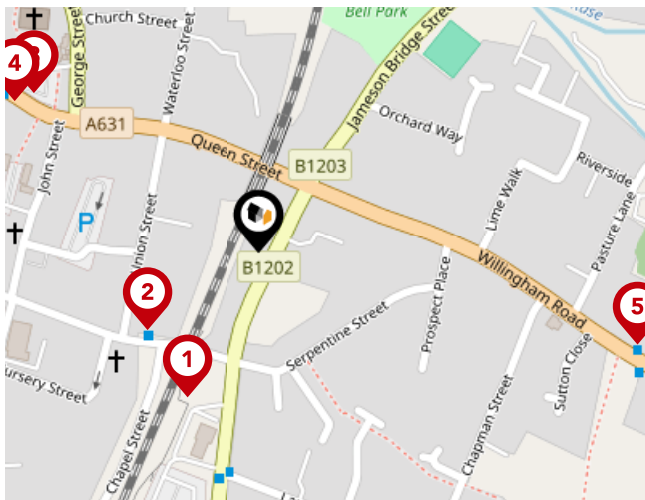 Church Street
Bell Park
Jameson Bridge Street
George Street
Waterloo Street
4
A631
Queen Street
B1203
Orchard Way
John Street
Riverside
Lime Walk
Pasture Lane
P
Union Street
B1202
Willingham Road
2
5
Prospect Place
Serpentine Street
1
ursery Street
Sutton Close
Chapman Street
Chapel Street
La